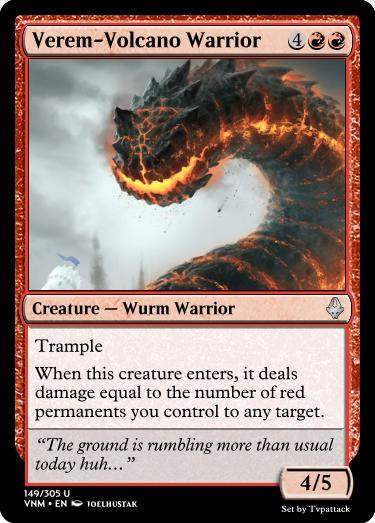 Verem-Volcano Warrior 4
Creature — Wurm Warrior
Trample
When this creature enters, it deals
damage equal to the number of red
permanents you control to any target.
“The ground is rumbling more than usual
today huh…”
4/5
149/305 U
VNM • EN JOELHUSTAK
Set by Tvpattack